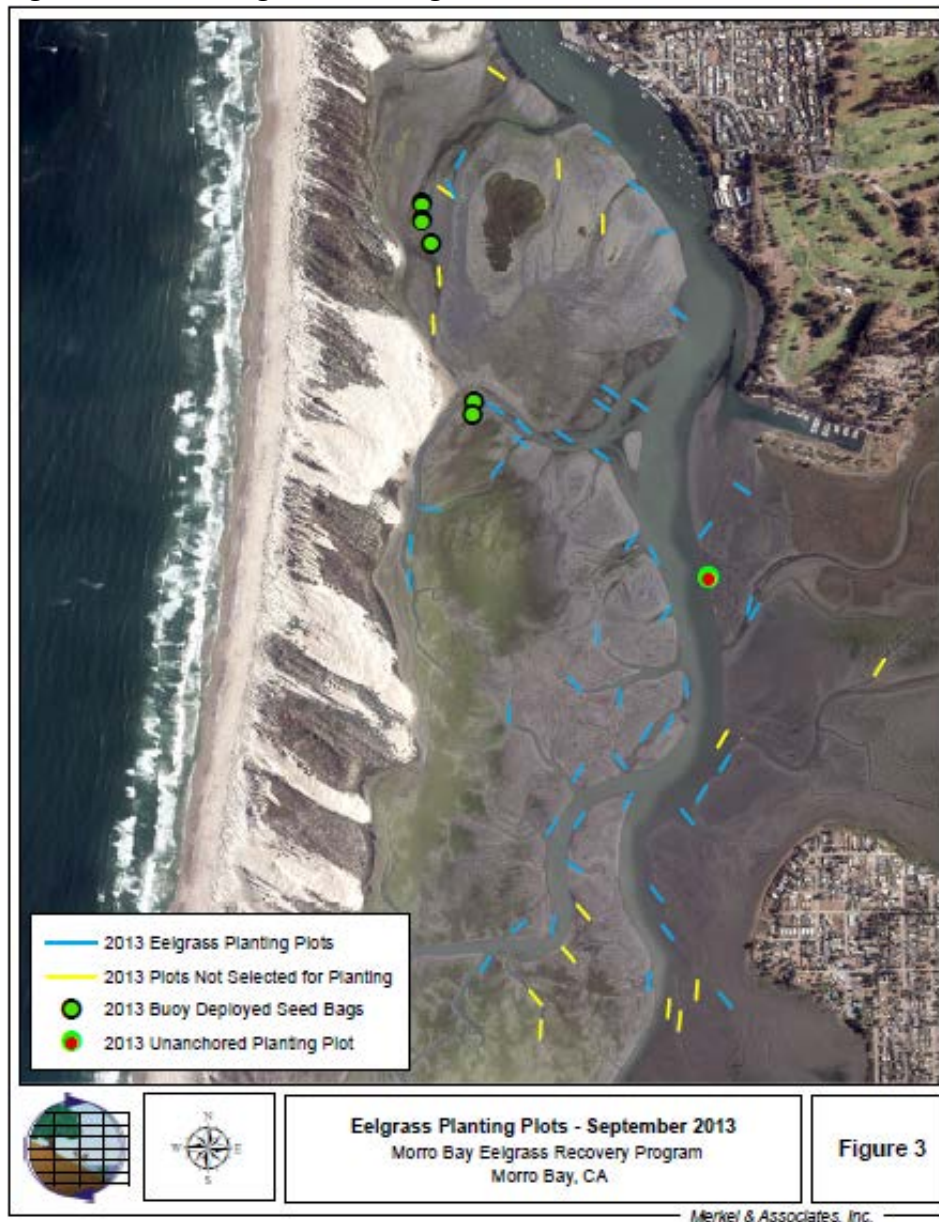 2013 Eelgrass Planting Plots
2013 Plots Not Selected for Planting
2013 Buoy Deployed Seed Bags
2013 Unanchored Planting Plot
N
W E
S
Eelgrass Planting Plots - September 2013
Morro Bay Eelgrass Recovery Program
Morro Bay, CA
Figure 3
Merkel & Associates, Inc.